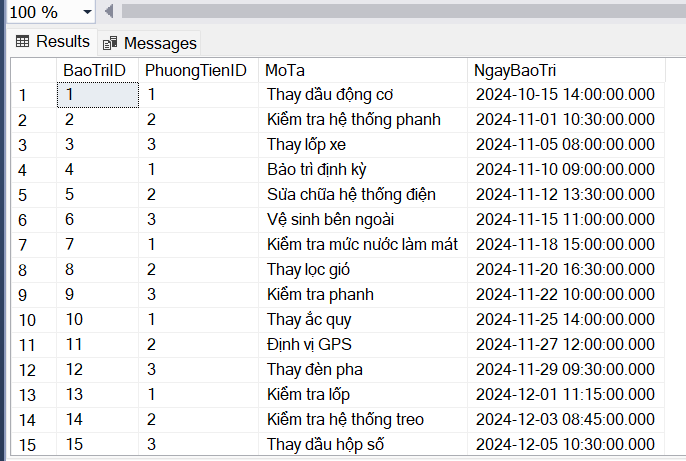 100 %
Results Messages
BaoTriID PhuongTienID MoTa NgayBaoTri
1 1 1 Thay dầu động cơ 2024-10-15 14:00:00.000
2 2 2 Kiểm tra hệ thống phanh 2024-11-01 10:30:00.000
3 3 3 Thay lốp xe 2024-11-05 08:00:00.000
4 4 1 Bảo trì định kỳ 2024-11-10 09:00:00.000
5 5 2 Sửa chữa hệ thống điện 2024-11-12 13:30:00.000
6 6 3 Vệ sinh bên ngoài 2024-11-15 11:00:00.000
7 7 1 Kiểm tra mức nước làm mát 2024-11-18 15:00:00.000
8 8 2 Thay lọc gió 2024-11-20 16:30:00.000
9 9 3 Kiểm tra phanh 2024-11-22 10:00:00.000
10 10 1 Thay ắc quy 2024-11-25 14:00:00.000
11 11 2 Định vị GPS 2024-11-27 12:00:00.000
12 12 3 Thay đèn pha 2024-11-29 09:30:00.000
13 13 1 Kiểm tra lốp 2024-12-01 11:15:00.000
14 14 2 Kiểm tra hệ thống treo 2024-12-03 08:45:00.000
15 15 3 Thay dầu hộp số 2024-12-05 10:30:00.000